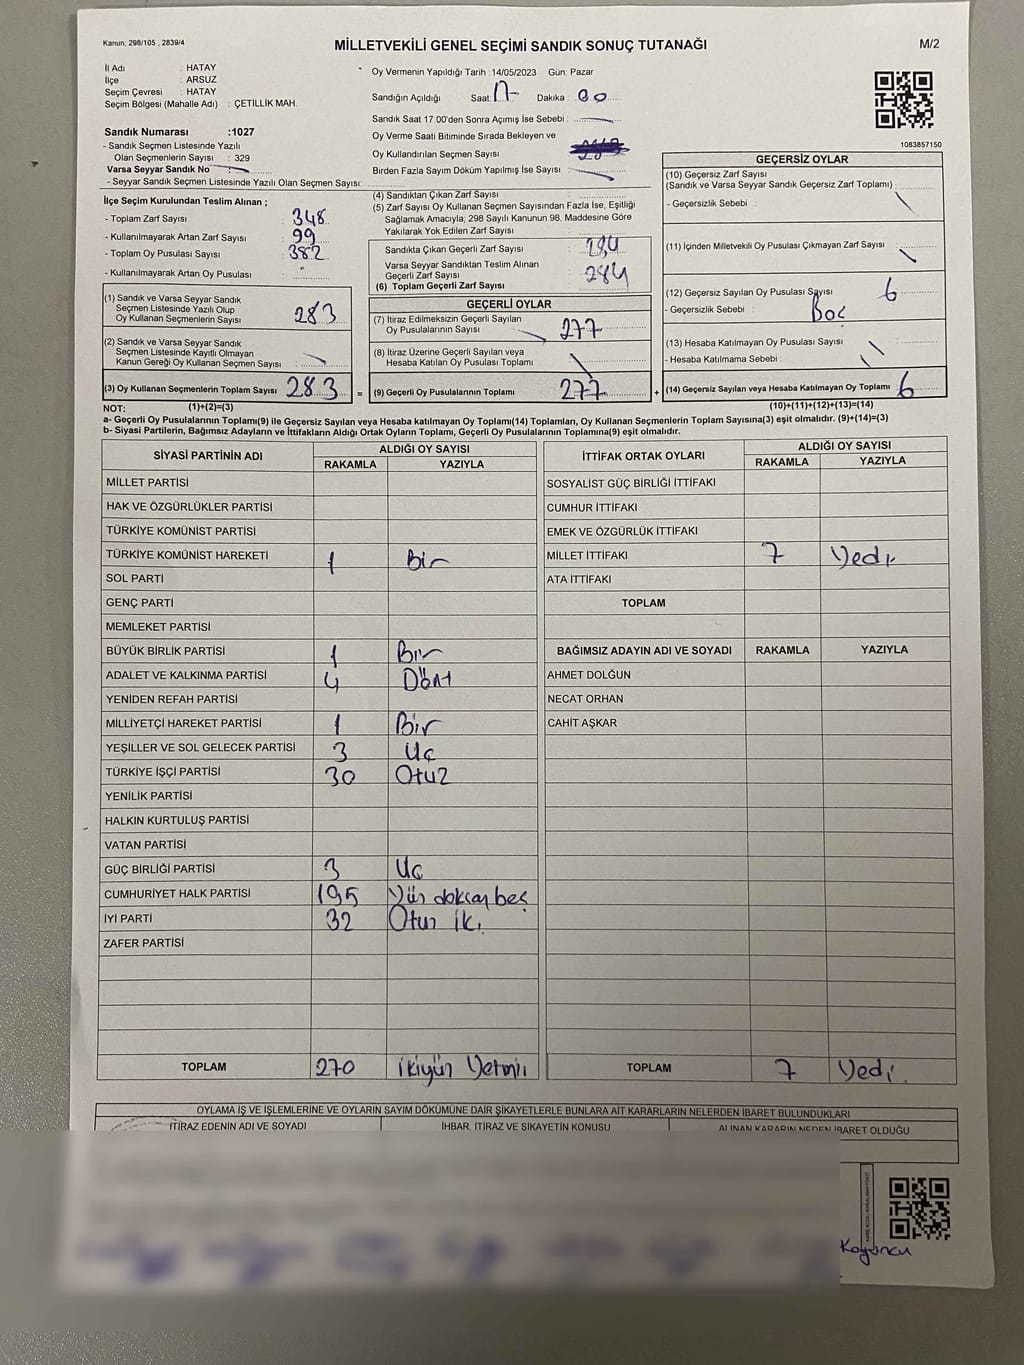 Kanun; 298/105 , 2839/4
MİLLETVEKİLİ GENEL SEÇİMİ SANDIK SONUÇ TUTANAĞI
M/2
İl Adı : HATAY
İlçe : ARSUZ
Seçim Çevresi : HATAY
Seçim Bölgesi (Mahalle Adı) : ÇETİLLİK MAH.
Sandık Numarası :1027
- Sandık Seçmen Listesinde Yazılı
Olan Seçmenlerin Sayısı : 329
Varsa Seyyar Sandık No
- Seyyar Sandık Seçmen Listesinde Yazılı Olan Seçmen Sayısı:
Oy Vermenin Yapıldığı Tarih :14/05/2023 Gün: Pazar
Sandığın Açıldığı Saat: 17 Dakika : 00
Sandık Saat 17:00'den Sonra Açımış İse Sebebi :
Oy Verme Saati Bitiminde Sırada Bekleyen ve
Oy Kullandırılan Seçmen Sayısı
Birden Fazla Sayım Döküm Yapılmış İse Sayısı :
1083857150
İlçe Seçim Kurulundan Teslim Alınan ;
- Toplam Zarf Sayısı : 348
- Kullanılmayarak Artan Zarf Sayısı : 99
- Toplam Oy Pusulası Sayısı : 382
- Kullanılmayarak Artan Oy Pusulası :
(1) Sandık ve Varsa Seyyar Sandık
Seçmen Listesinde Yazılı Olup
Oy Kullanan Seçmenlerin Sayısı : 283
(2) Sandık ve Varsa Seyyar Sandık
Seçmen Listesinde Kayıtlı Olmayan
Kanun Gereği Oy Kullanan Seçmen Sayısı :
(3) Oy Kullanan Seçmenlerin Toplam Sayısı : 283 =
(4) Sandıktan Çıkan Zarf Sayısı :
(5) Zarf Sayısı Oy Kullanan Seçmen Sayısından Fazla İse, Eşitliği
Sağlamak Amacıyla; 298 Sayılı Kanunun 98. Maddesine Göre
Yakılarak Yok Edilen Zarf Sayısı :
Sandıkta Çıkan Geçerli Zarf Sayısı : 284
Varsa Seyyar Sandıktan Teslim Alınan
Geçerli Zarf Sayısı :
(6) Toplam Geçerli Zarf Sayısı : 284
GEÇERLİ OYLAR
(7) İtiraz Edilmeksizin Geçerli Sayılan
Oy Pusulalarının Sayısı : 277
(8) İtiraz Üzerine Geçerli Sayılan veya
Hesaba Katılan Oy Pusulası Toplamı :
(9) Geçerli Oy Pusulalarının Toplamı : 277 +
GEÇERSİZ OYLAR
(10) Geçersiz Zarf Sayısı
(Sandık ve Varsa Seyyar Sandık Geçersiz Zarf Toplamı) :
- Geçersizlik Sebebi :
(11) İçinden Milletvekili Oy Pusulası Çıkmayan Zarf Sayısı :
(12) Geçersiz Sayılan Oy Pusulası Sayısı : 6
- Geçersizlik Sebebi : Boş
(13) Hesaba Katılmayan Oy Pusulası Sayısı :
- Hesaba Katılmama Sebebi :
(14) Geçersiz Sayılan veya Hesaba Katılmayan Oy Toplamı : 6
NOT: (1)+(2)=(3) (10)+(11)+(12)+(13)=(14)
a- Geçerli Oy Pusulalarının Toplamı(9) ile Geçersiz Sayılan veya Hesaba katılmayan Oy Toplamı(14) Toplamları, Oy Kullanan Seçmenlerin Toplam Sayısına(3) eşit olmalıdır. (9)+(14)=(3)
b- Siyasi Partilerin, Bağımsız Adayların ve İttifakların Aldığı Ortak Oyların Toplamı, Geçerli Oy Pusulalarının Toplamına(9) eşit olmalıdır.
SİYASİ PARTİNİN ADI ALDIĞI OY SAYISI
RAKAMLA YAZIYLA
MİLLET PARTİSİ
HAK VE ÖZGÜRLÜKLER PARTİSİ
TÜRKİYE KOMÜNİST PARTİSİ
TÜRKİYE KOMÜNİST HAREKETİ 1 Bir
SOL PARTİ
GENÇ PARTİ
MEMLEKET PARTİSİ
BÜYÜK BİRLİK PARTİSİ 1 Bir
ADALET VE KALKINMA PARTİSİ 4 Dört
YENİDEN REFAH PARTİSİ
MİLLİYETÇİ HAREKET PARTİSİ 1 Bir
YEŞİLLER VE SOL GELECEK PARTİSİ 3 Üç
TÜRKİYE İŞÇİ PARTİSİ 30 Otuz
YENİLİK PARTİSİ
HALKIN KURTULUŞ PARTİSİ
VATAN PARTİSİ
GÜÇ BİRLİĞİ PARTİSİ 3 Üç
CUMHURİYET HALK PARTİSİ 195 Yüz doksan beş
İYİ PARTİ 32 Otuz iki
ZAFER PARTİSİ
TOPLAM 270 ikiyüz Yetmiş
İTTİFAK ORTAK OYLARI ALDIĞI OY SAYISI
RAKAMLA YAZIYLA
SOSYALİST GÜÇ BİRLİĞİ İTTİFAKI
CUMHUR İTTİFAKI
EMEK VE ÖZGÜRLÜK İTTİFAKI
MİLLET İTTİFAKI 7 Yedi
ATA İTTİFAKI
TOPLAM
BAĞIMSIZ ADAYIN ADI VE SOYADI RAKAMLA YAZIYLA
AHMET DOLĞUN
NECAT ORHAN
CAHİT AŞKAR
TOPLAM 7 Yedi
OYLAMA İŞ VE İŞLEMLERİNE VE OYLARIN SAYIM DÖKÜMÜNE DAİR ŞİKAYETLERLE BUNLARA AİT KARARLARIN NELERDEN İBARET BULUNDUKLARI
İTİRAZ EDENİN ADI VE SOYADI İHBAR, İTİRAZ VE ŞİKAYETİN KONUSU ALINAN KARARIN NEDEN İBARET OLDUĞU
Koyuncu